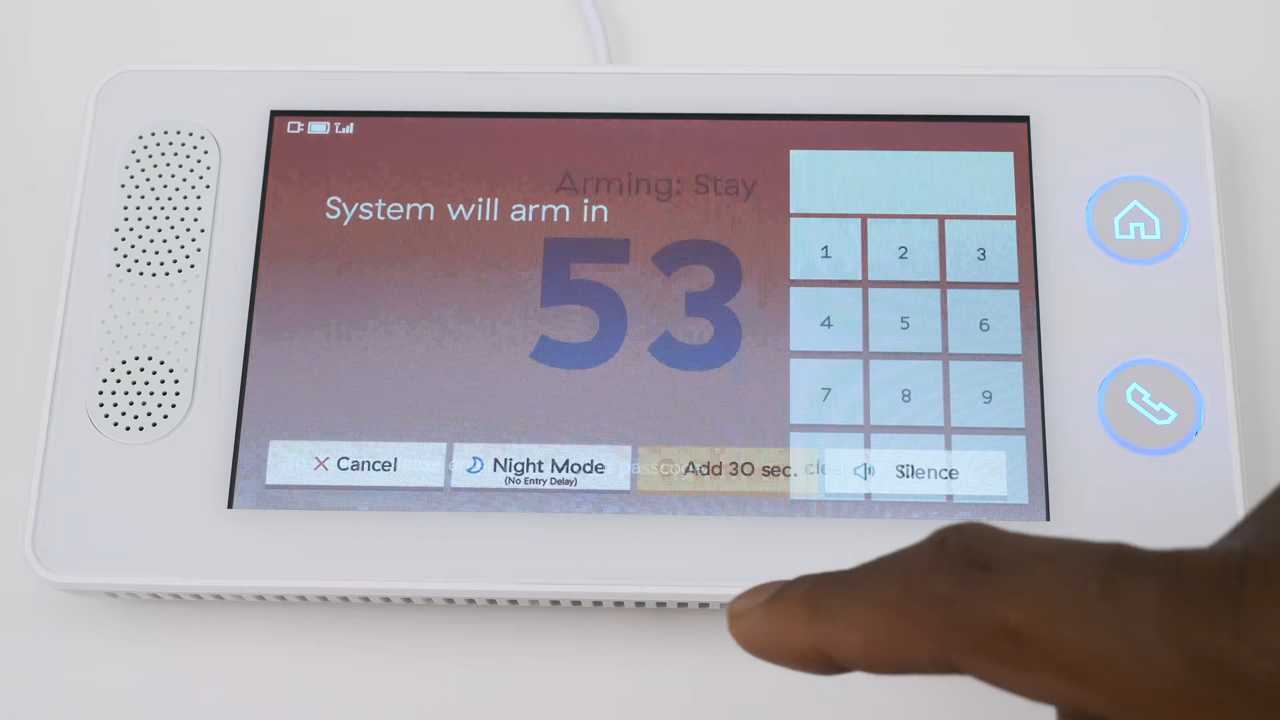 Arming: Stay
System will arm in
53
1 2 3
4 5 6
7 8 9
Cancel
Night Mode
(No Entry Delay)
Add 30 sec.
Silence